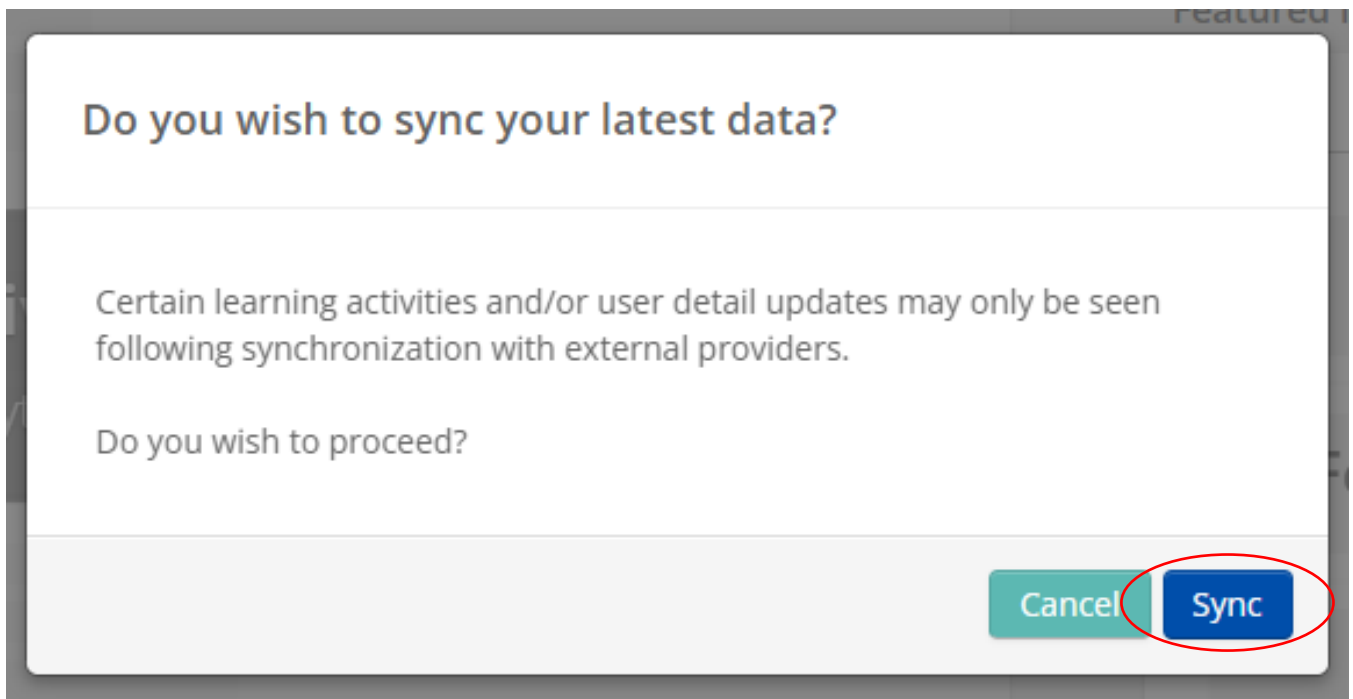 Featured
Do you wish to sync your latest data?
Certain learning activities and/or user detail updates may only be seen
following synchronization with external providers.
Do you wish to proceed?
Cancel
Sync